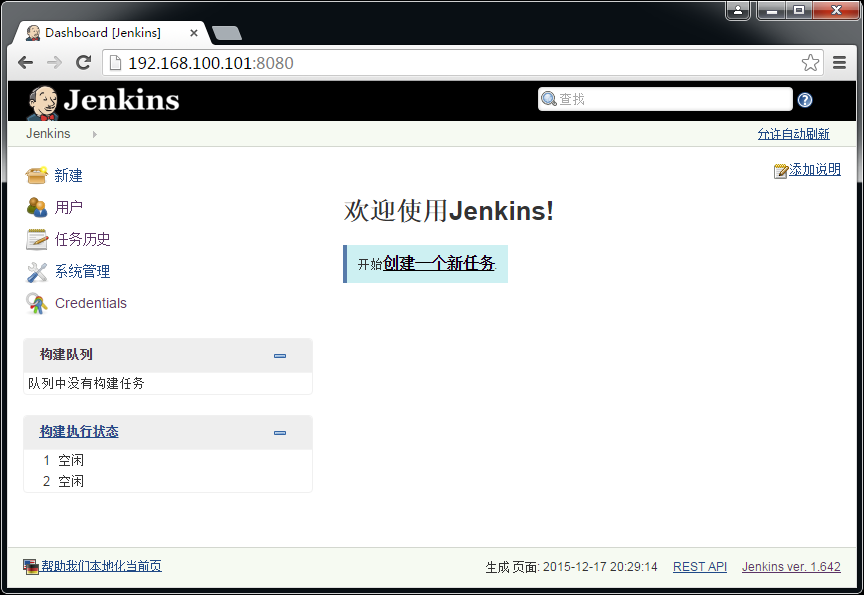 Dashboard [Jenkins]
192.168.100.101:8080
Jenkins
查找
Jenkins
允许自动刷新
添加说明
新建
用户
任务历史
系统管理
Credentials
欢迎使用Jenkins!
开始创建一个新任务.
构建队列
队列中没有构建任务
构建执行状态
1 空闲
2 空闲
帮助我们本地化当前页
生成 页面: 2015-12-17 20:29:14 REST API Jenkins ver. 1.642